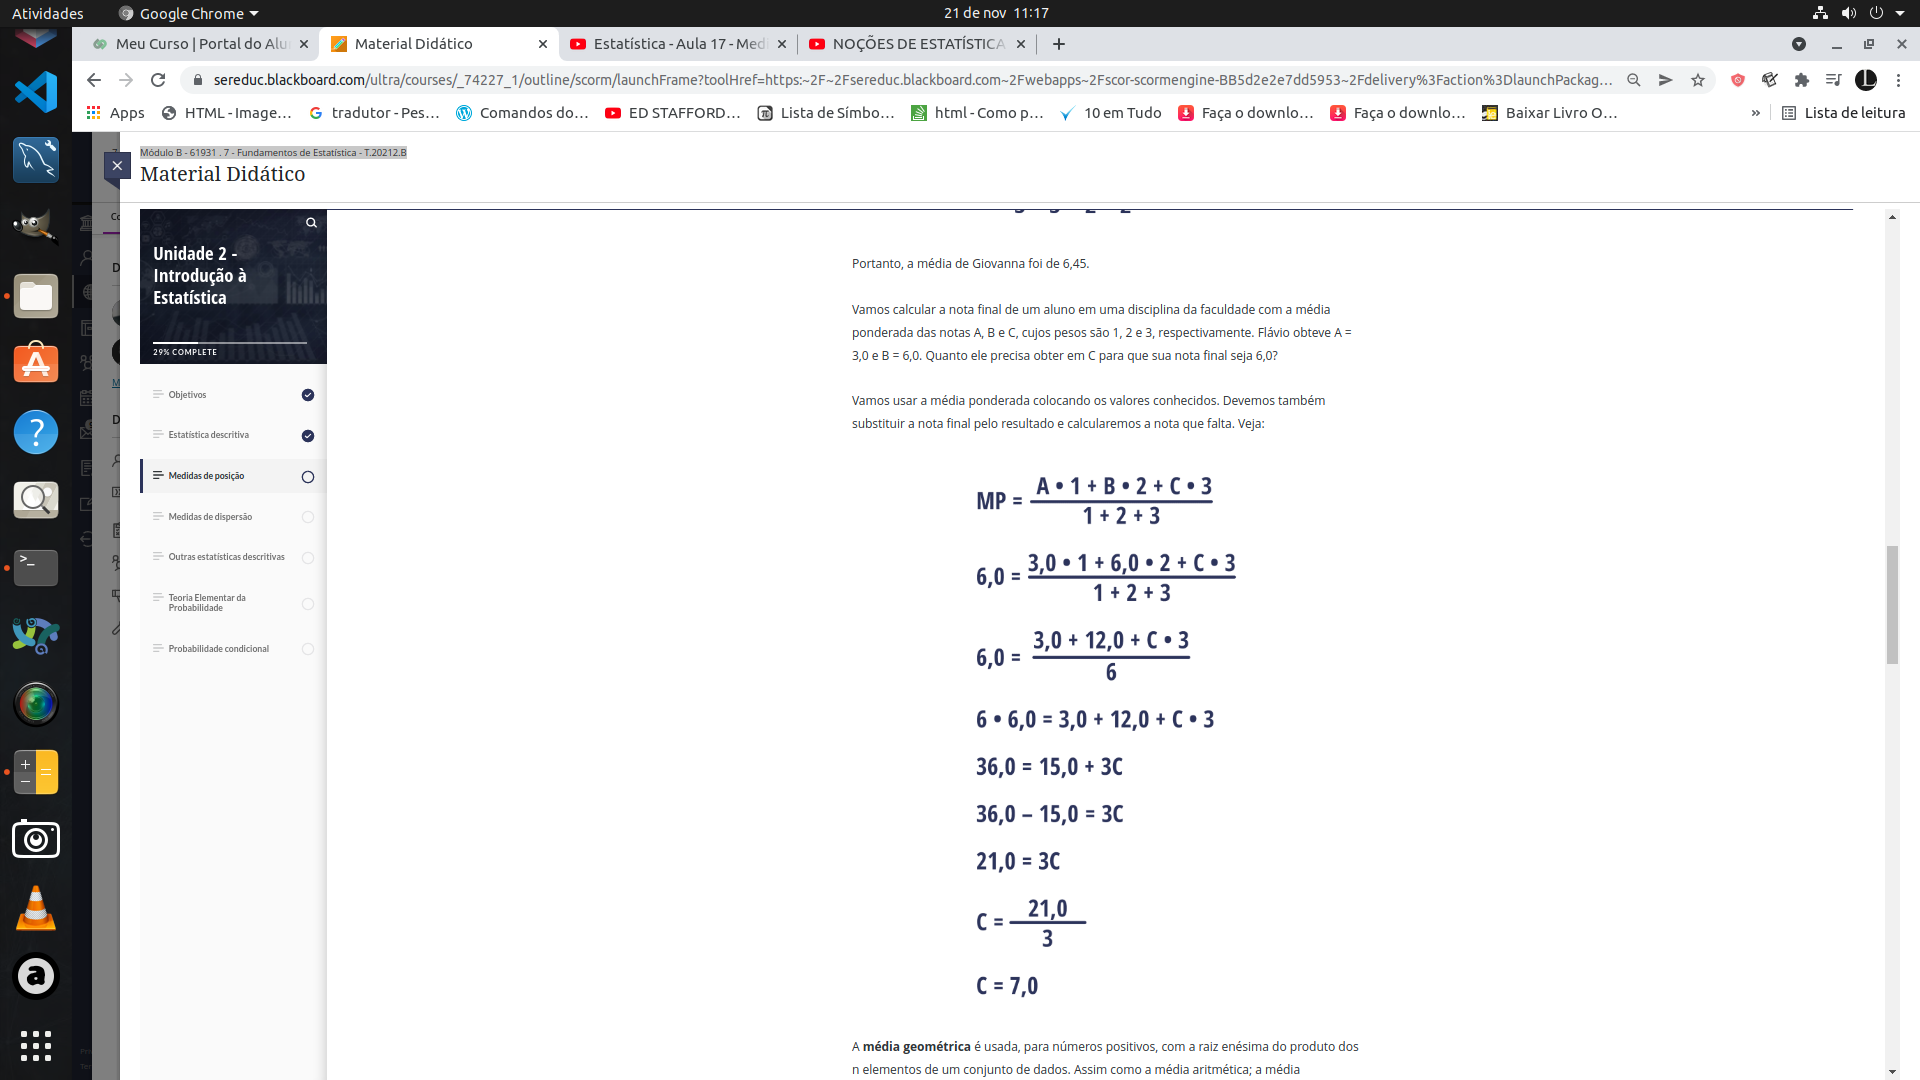 Atividades
Google Chrome
21 de nov 11:17
Meu Curso | Portal do Alu
Material Didático
Estatística - Aula 17 - Med
NOÇÕES DE ESTATÍSTICA
sereduc.blackboard.com/ultra/courses/_74227_1/outline/scorm/launchFrame?toolHref=https:~2F~2Fsereduc.blackboard.com~2Fwebapps~2Fscor-scormengine-BB5d2e2e7dd5953~2Fdelivery%3Faction%3DlaunchPackag...
Apps
HTML - Image...
tradutor - Pes...
Comandos do...
ED STAFFORD...
Lista de Símbo...
html - Como p...
10 em Tudo
Faça o downlo...
Faça o downlo...
Baixar Livro O...
»
Lista de leitura
Módulo B - 61931 . 7 - Fundamentos de Estatística - T.20212.B
Material Didático
Unidade 2 -
Introdução à
Estatística
29% COMPLETE
Objetivos
Estatística descritiva
Medidas de posição
Medidas de dispersão
Outras estatísticas descritivas
Teoria Elementar da
Probabilidade
Probabilidade condicional
Portanto, a média de Giovanna foi de 6,45.
Vamos calcular a nota final de um aluno em uma disciplina da faculdade com a média
ponderada das notas A, B e C, cujos pesos são 1, 2 e 3, respectivamente. Flávio obteve A =
3,0 e B = 6,0. Quanto ele precisa obter em C para que sua nota final seja 6,0?
Vamos usar a média ponderada colocando os valores conhecidos. Devemos também
substituir a nota final pelo resultado e calcularemos a nota que falta. Veja:
A • 1 + B • 2 + C • 3
MP =
1 + 2 + 3
3,0 • 1 + 6,0 • 2 + C • 3
6,0 =
1 + 2 + 3
3,0 + 12,0 + C • 3
6,0 =
6
6 • 6,0 = 3,0 + 12,0 + C • 3
36,0 = 15,0 + 3C
36,0 – 15,0 = 3C
21,0 = 3C
21,0
C =
3
C = 7,0
A média geométrica é usada, para números positivos, com a raiz enésima do produto dos
n elementos de um conjunto de dados. Assim como a média aritmética; a média